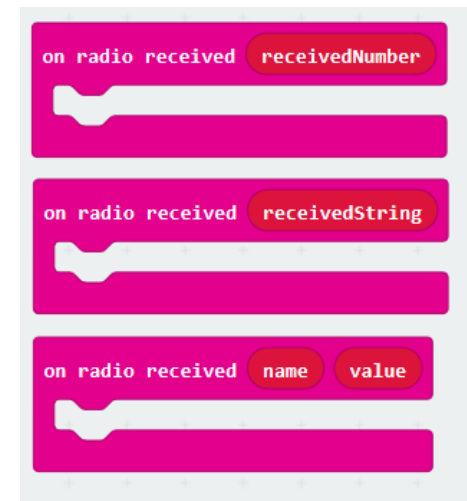 on radio received receivedNumber
on radio received receivedString
on radio received name value